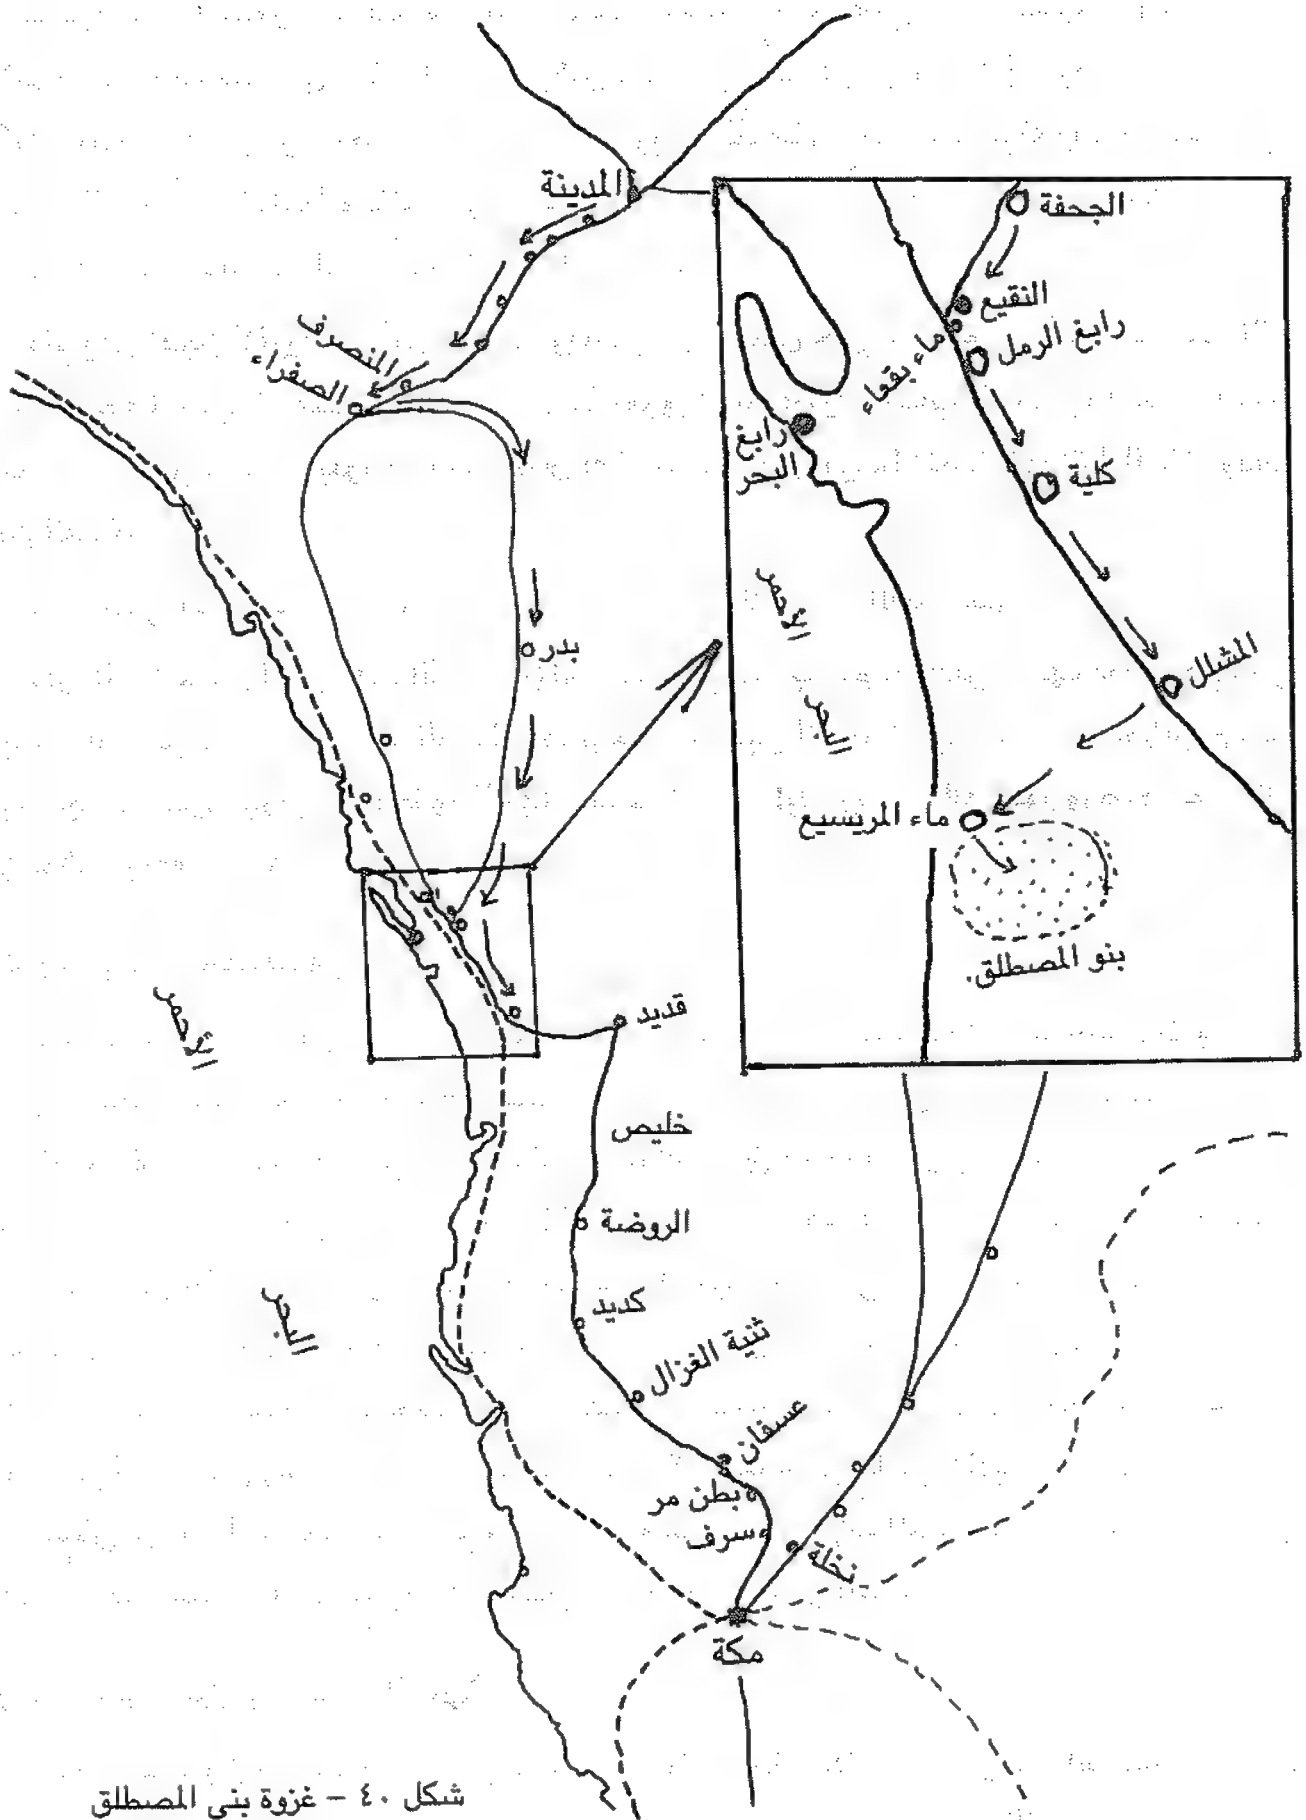 المدينة
المنصرف
الصفراء
بدر
قديد
خليص
الروضة
كديد
ثنية الغزال
عسفان
بطن مر
سرف
نخلة
مكة
الأحمر
البحر
الجحفة
النقيع
ماء بقعاء
رابغ الرمل
رابغ
البحر
كلية
المشلل
الأحمر
البحر
ماء المريسيع
بنو المصطلق.
شكل ٤٠ - غزوة بني المصطلق